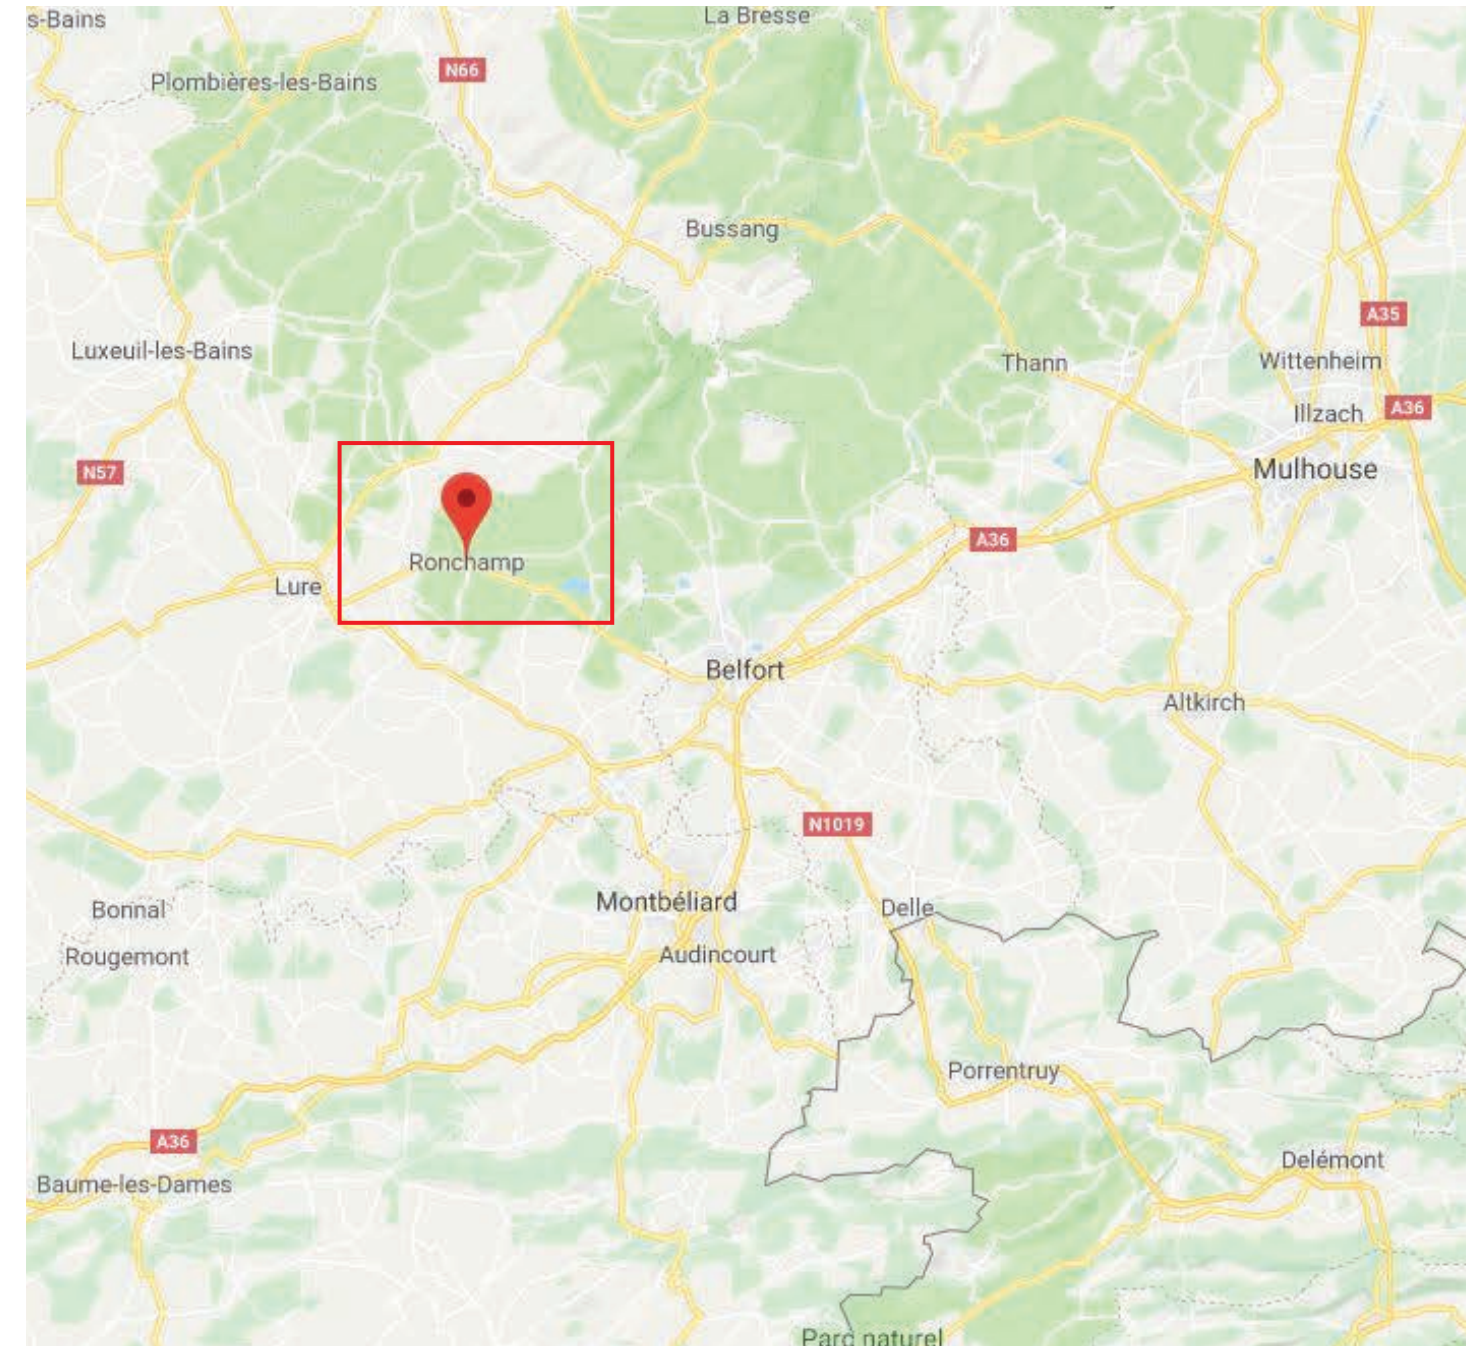 s-Bains
La Bresse
Plombières-les-Bains
N66
Bussang
A35
Luxeuil-les-Bains
Thann
Wittenheim
A36
Illzach
N57
Mulhouse
A36
Ronchamp
Lure
Belfort
Altkirch
N1019
Bonnal
Montbéliard
Delle
Rougemont
Audincourt
Porrentruy
A36
Delémont
Baume-les-Dames
Parc naturel